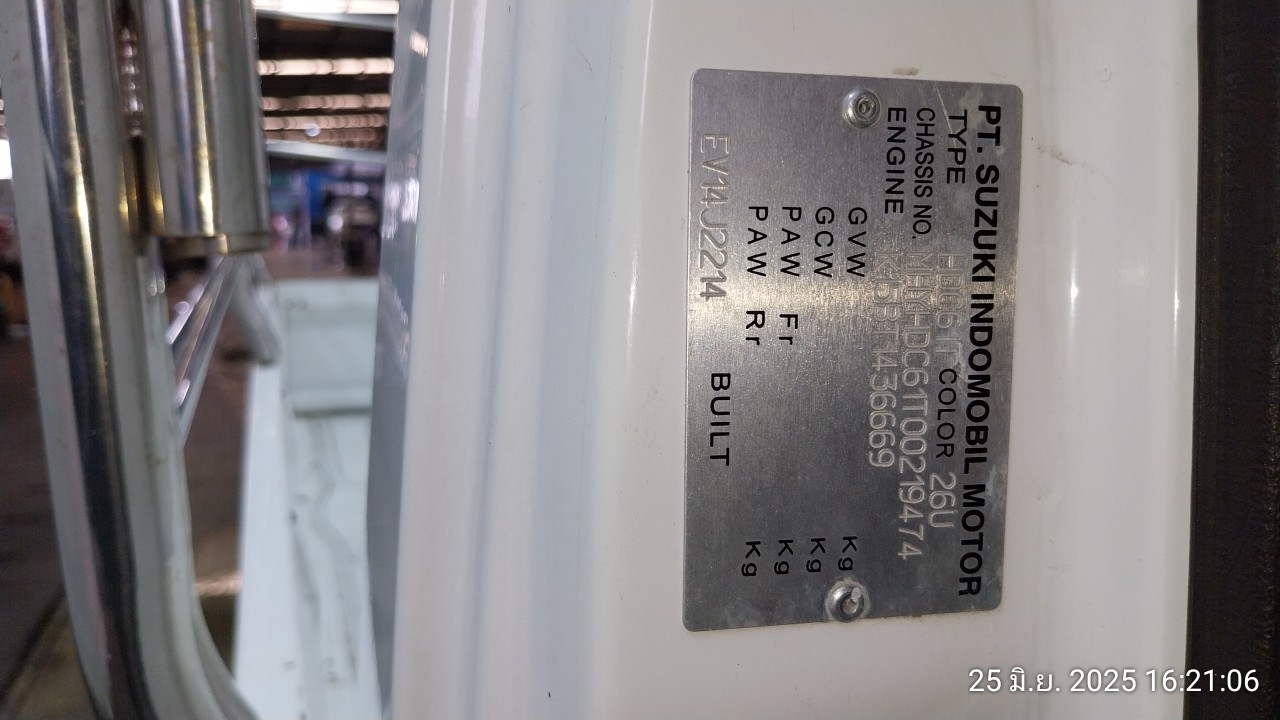 PT. SUZUKI INDOMOBIL MOTOR
TYPE COLOR 26U
CHASSIS NO. MHYHDC61TO0219474
ENGINE K15BT1436669
GVW Kg
GCW Kg
PAW Fr Kg
PAW Rr Kg
EV14J2214 BUILT
25 มิ.ย. 2025 16:21:06